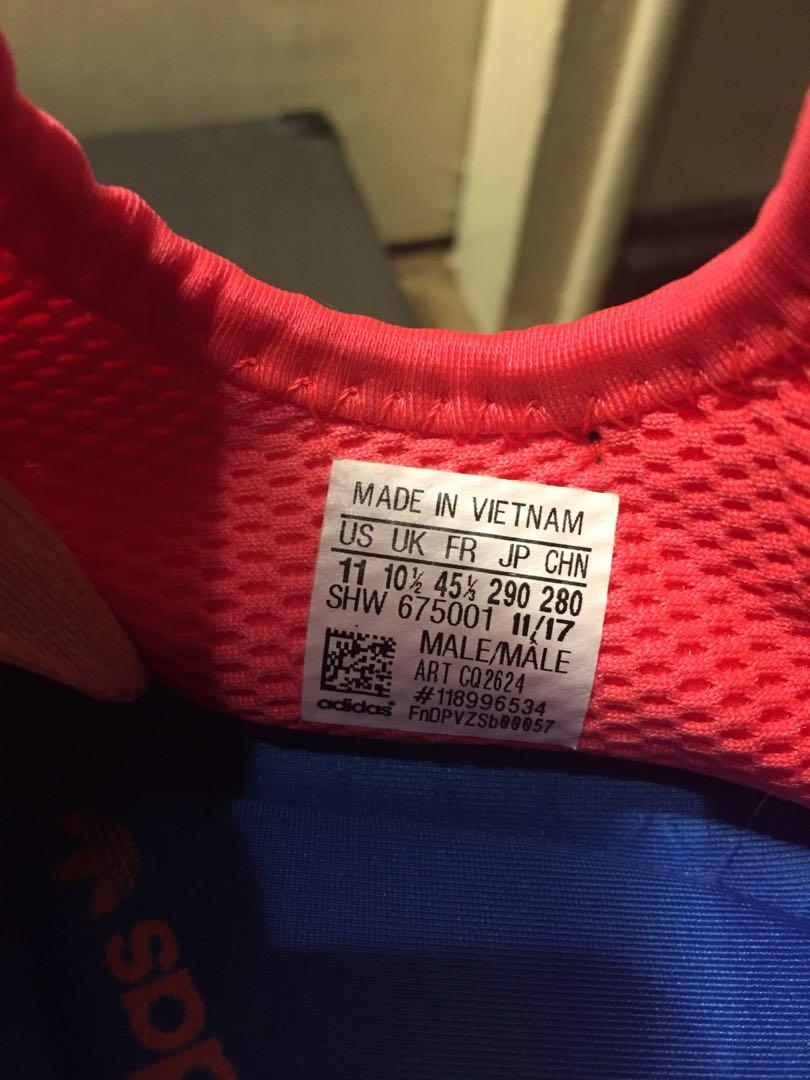 MADE IN VIETNAM
US UK FR JP CHN
11 10½ 45⅓ 290 280
SHW 675001 11/17
MALE/MÂLE
ART CQ2624
#118996534
adidas® FnDPVZSb00057
adidas